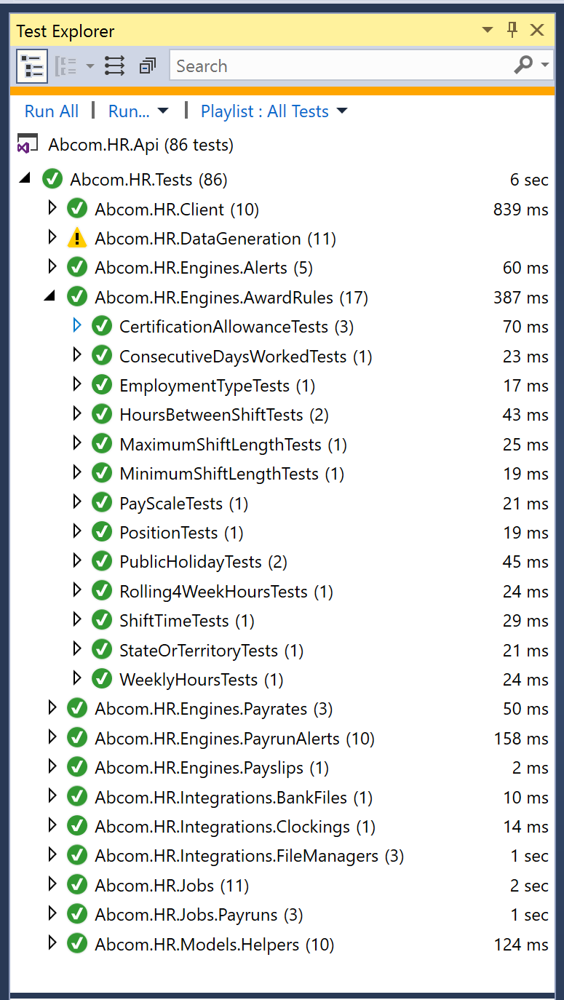 Test Explorer
Search
Run All | Run... | Playlist : All Tests
Abcom.HR.Api (86 tests)
Abcom.HR.Tests (86) 6 sec
Abcom.HR.Client (10) 839 ms
Abcom.HR.DataGeneration (11)
Abcom.HR.Engines.Alerts (5) 60 ms
Abcom.HR.Engines.AwardRules (17) 387 ms
CertificationAllowanceTests (3) 70 ms
ConsecutiveDaysWorkedTests (1) 23 ms
EmploymentTypeTests (1) 17 ms
HoursBetweenShiftTests (2) 43 ms
MaximumShiftLengthTests (1) 25 ms
MinimumShiftLengthTests (1) 19 ms
PayScaleTests (1) 21 ms
PositionTests (1) 19 ms
PublicHolidayTests (2) 45 ms
Rolling4WeekHoursTests (1) 24 ms
ShiftTimeTests (1) 29 ms
StateOrTerritoryTests (1) 21 ms
WeeklyHoursTests (1) 24 ms
Abcom.HR.Engines.Payrates (3) 50 ms
Abcom.HR.Engines.PayrunAlerts (10) 158 ms
Abcom.HR.Engines.Payslips (1) 2 ms
Abcom.HR.Integrations.BankFiles (1) 10 ms
Abcom.HR.Integrations.Clockings (1) 14 ms
Abcom.HR.Integrations.FileManagers (3) 1 sec
Abcom.HR.Jobs (11) 2 sec
Abcom.HR.Jobs.Payruns (3) 1 sec
Abcom.HR.Models.Helpers (10) 124 ms